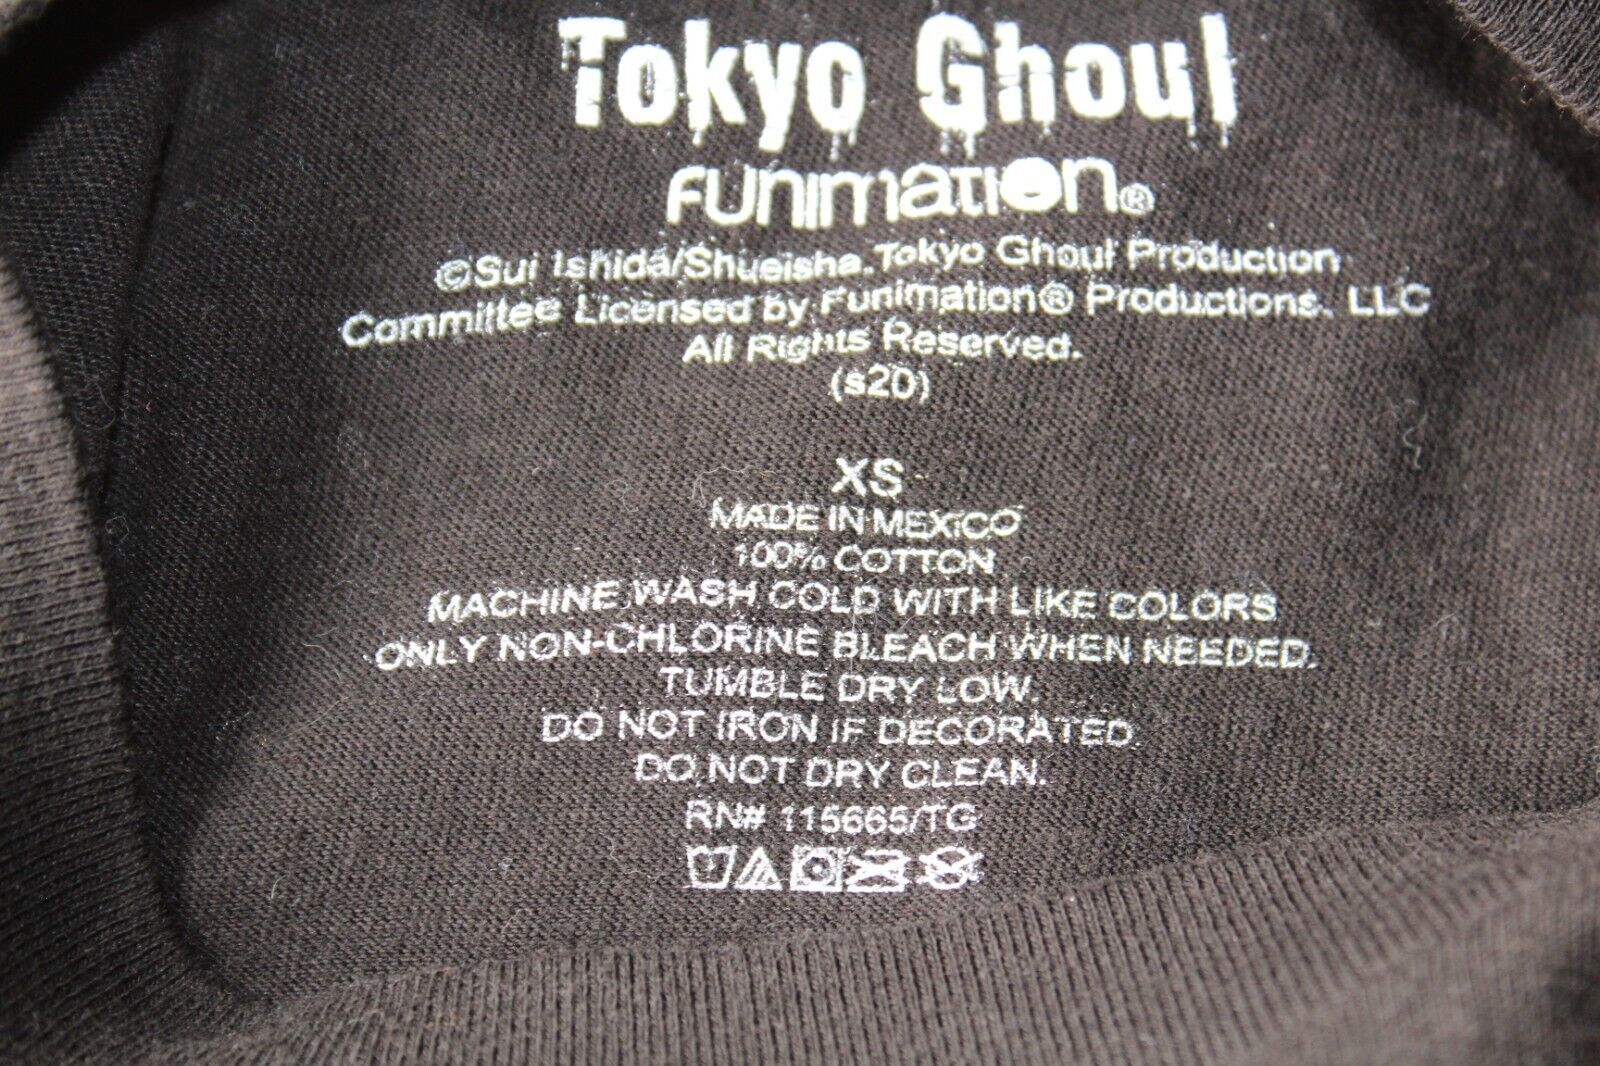 Tokyo Ghoul
FUnimation®
©Sui Ishida/Shueisha.Tokyo Ghoul Production
Committee Licensed by Funimation® Productions, LLC
All Rights Reserved.
(s20)
XS
MADE IN MEXICO
100% COTTON
MACHINE WASH COLD WITH LIKE COLORS
ONLY NON-CHLORINE BLEACH WHEN NEEDED.
TUMBLE DRY LOW.
DO NOT IRON IF DECORATED.
DO NOT DRY CLEAN.
RN# 115665/TG